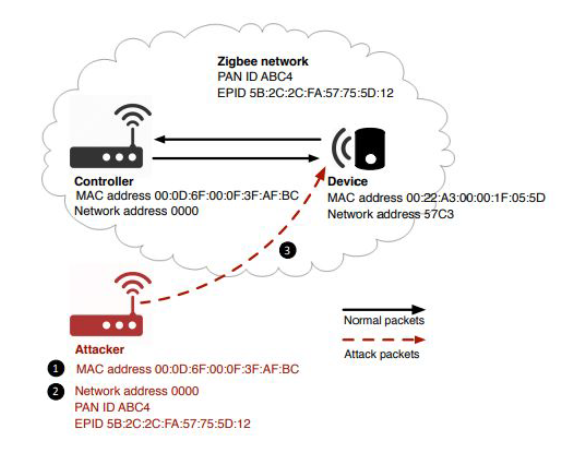 Zigbee network
PAN ID ABC4
EPID 5B:2C:2C:FA:57:75:5D:12
Controller
MAC address 00:0D:6F:00:0F:3F:AF:BC
Network address 0000
Device
MAC address 00:22:A3:00:00:1F:05:5D
Network address 57C3
3
Normal packets
Attack packets
Attacker
1 MAC address 00:0D:6F:00:0F:3F:AF:BC
2 Network address 0000
PAN ID ABC4
EPID 5B:2C:2C:FA:57:75:5D:12